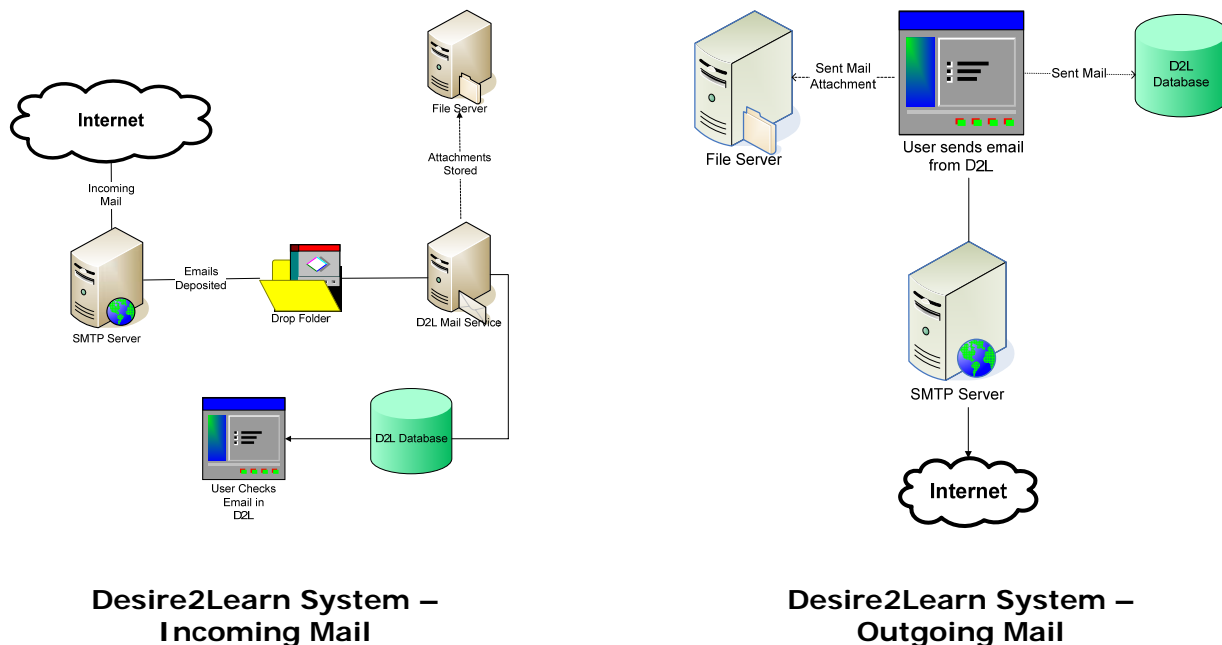 File Server
Internet
Attachments
Stored
Incoming
Mail
Emails
Deposited
SMTP Server
Drop Folder
D2L Mail Service
D2L Database
User Checks
Email in
D2L
Desire2Learn System –
Incoming Mail
Sent Mail
Attachment
Sent Mail
D2L
Database
File Server
User sends email
from D2L
SMTP Server
Internet
Desire2Learn System –
Outgoing Mail